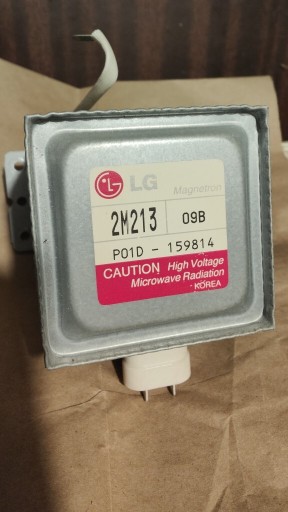 LG
Magnetron
2M213 09B
P01D - 159814
CAUTION High Voltage
Microwave Radiation
KOREA